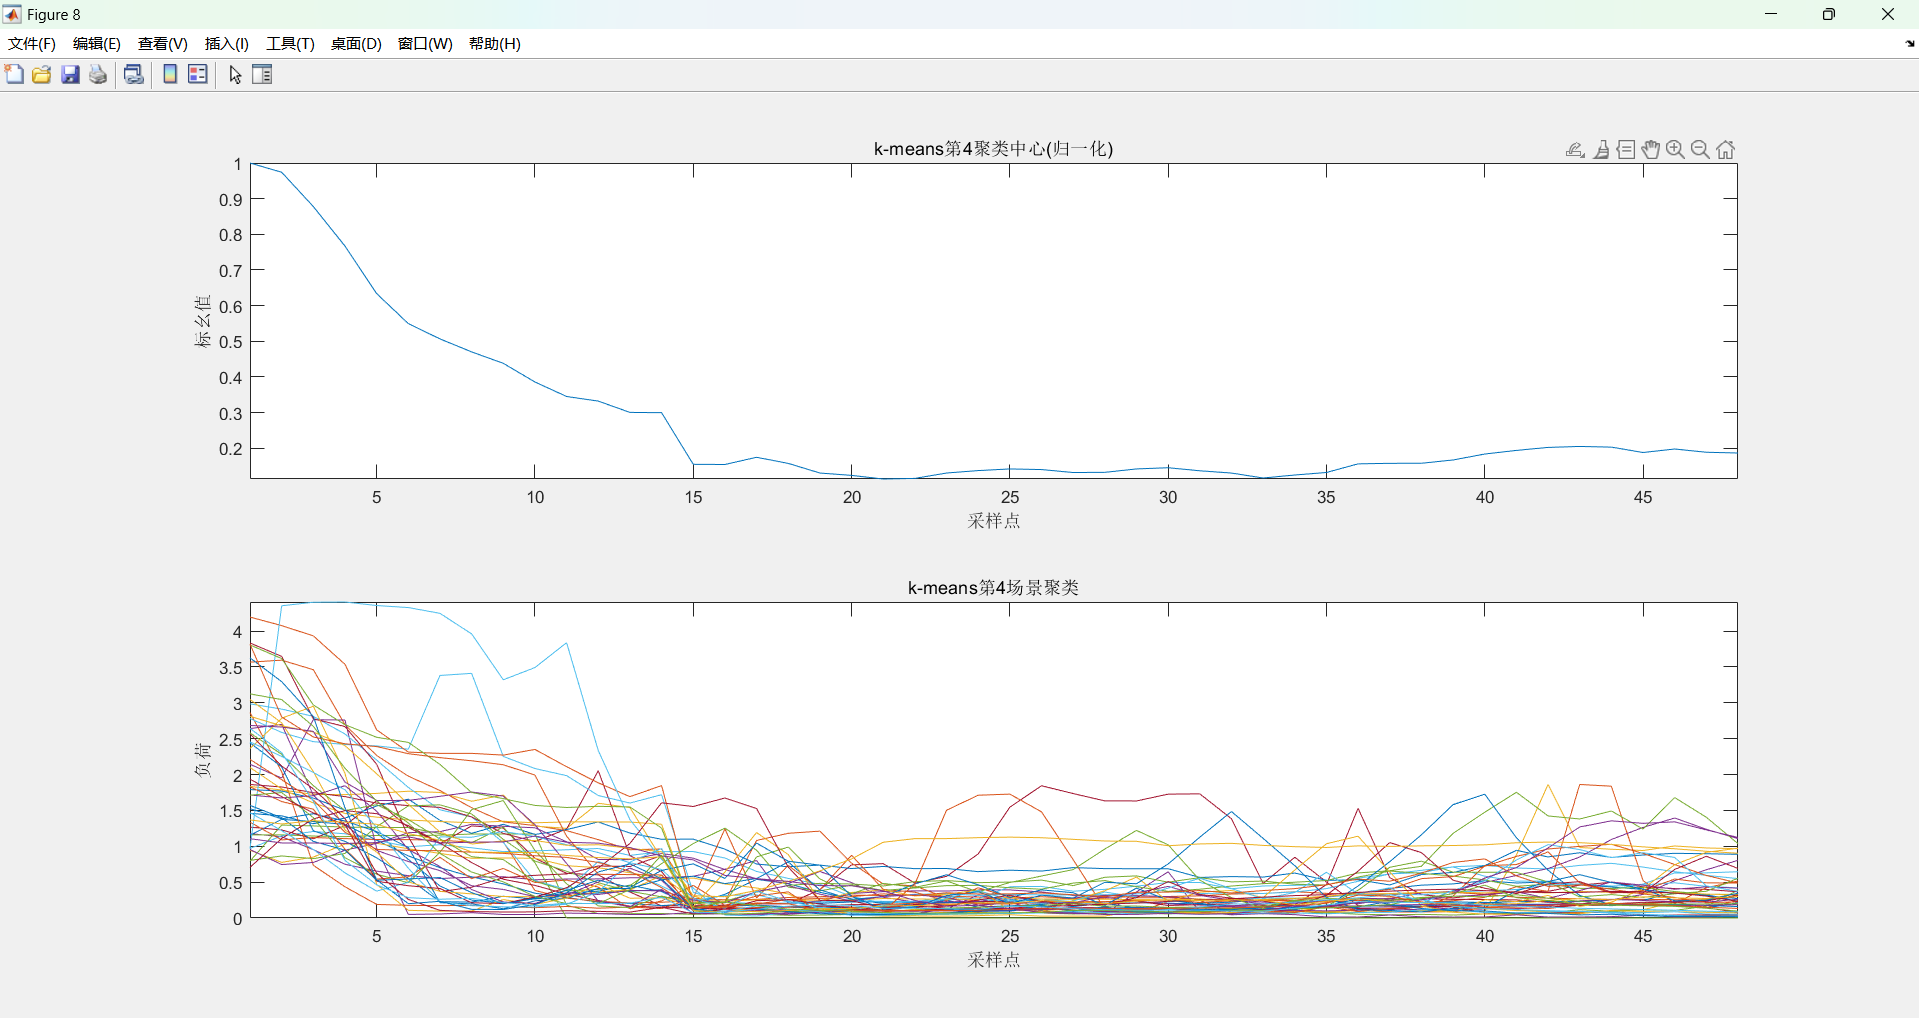 Figure 8
文件(F) 编辑(E) 查看(V) 插入(I) 工具(T) 桌面(D) 窗口(W) 帮助(H)
k-means第4聚类中心(归一化)
标幺值
1
0.9
0.8
0.7
0.6
0.5
0.4
0.3
0.2
5 10 15 20 25 30 35 40 45
采样点
k-means第4场景聚类
负荷
4
3.5
3
2.5
2
1.5
1
0.5
0
5 10 15 20 25 30 35 40 45
采样点